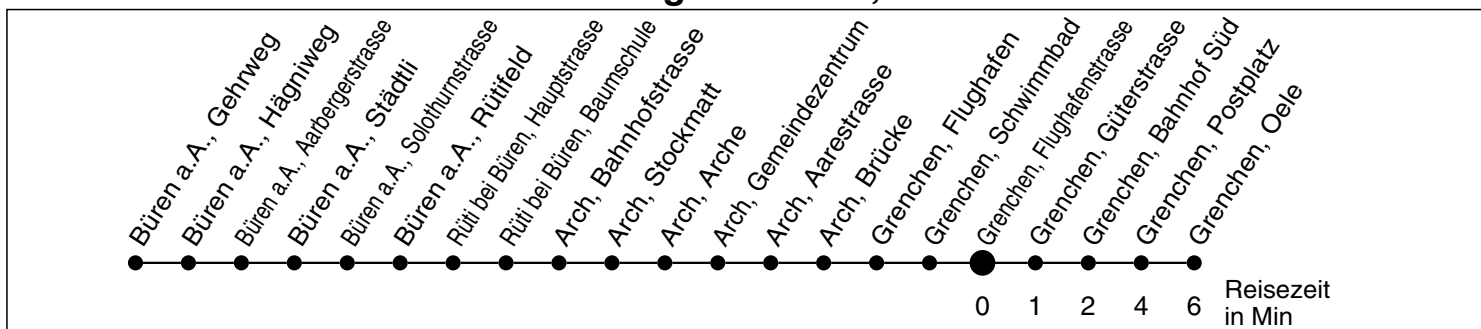 Büren a.A., Gehrweg
Büren a.A., Hägniweg
Büren a.A., Aarbergerstrasse
Büren a.A., Städtli
Büren a.A., Solothurnstrasse
Büren a.A., Rütifeld
Rüti bei Büren, Hauptstrasse
Rüti bei Büren, Baumschule
Arch, Bahnhofstrasse
Arch, Stockmatt
Arch, Arche
Arch, Gemeindezentrum
Arch, Aarestrasse
Arch, Brücke
Grenchen, Flughafen
Grenchen, Schwimmbad
Grenchen, Flughafenstrasse
Grenchen, Güterstrasse
Grenchen, Bahnhof Süd
Grenchen, Postplatz
Grenchen, Oele
0 1 2 4 6
Reisezeit
in Min